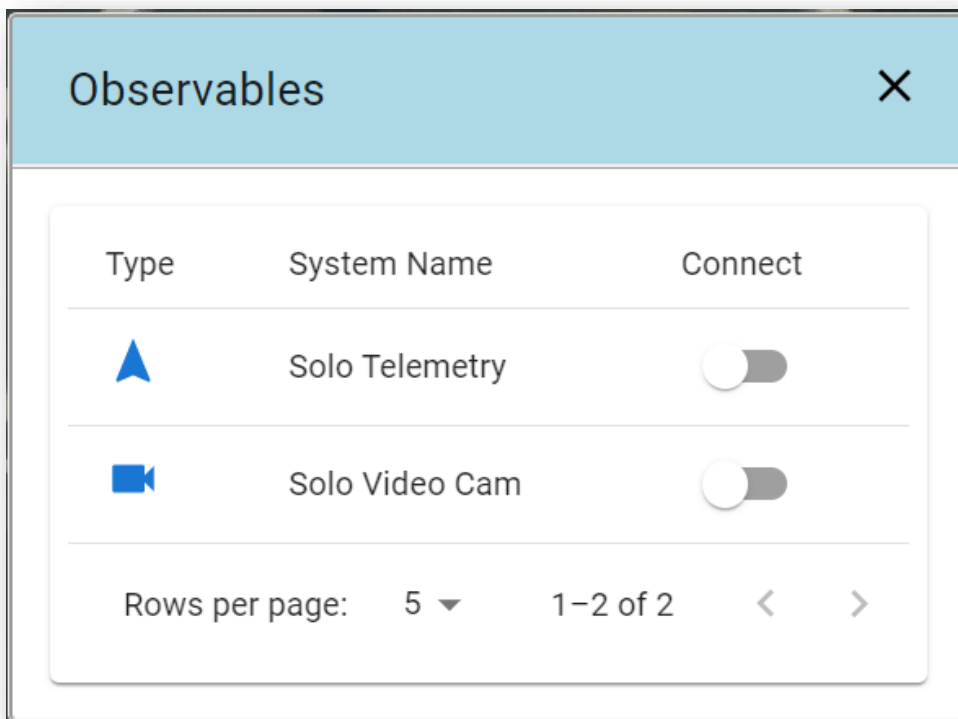 Observables
Type System Name Connect
Solo Telemetry
Solo Video Cam
Rows per page: 5 1–2 of 2